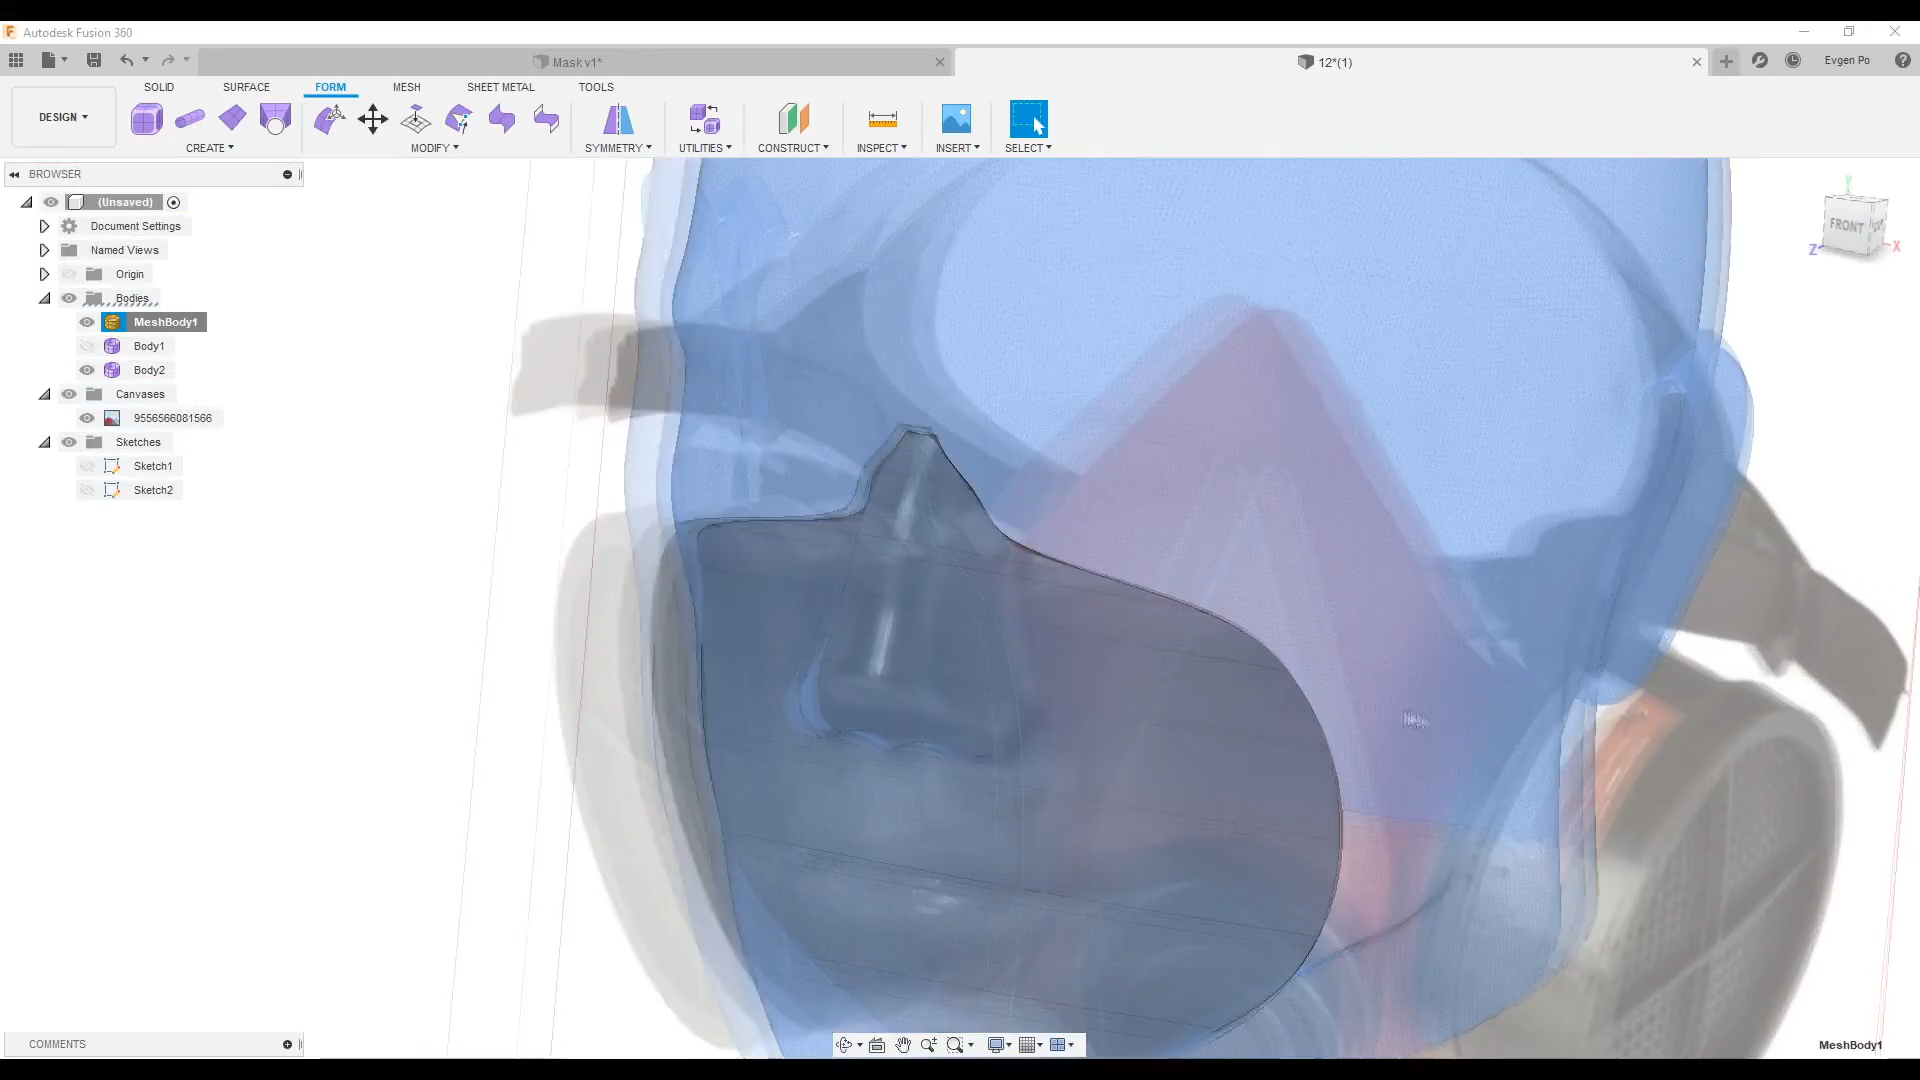 Autodesk Fusion 360
Mask v1*
12*(1)
Evgen Po
DESIGN
SOLID SURFACE FORM MESH SHEET METAL TOOLS
CREATE MODIFY SYMMETRY UTILITIES CONSTRUCT INSPECT INSERT SELECT
BROWSER
(Unsaved)
Document Settings
Named Views
Origin
Bodies
MeshBody1
Body1
Body2
Canvases
9556566081566
Sketches
Sketch1
Sketch2
Y
FRONT
Z
X
COMMENTS
MeshBody1